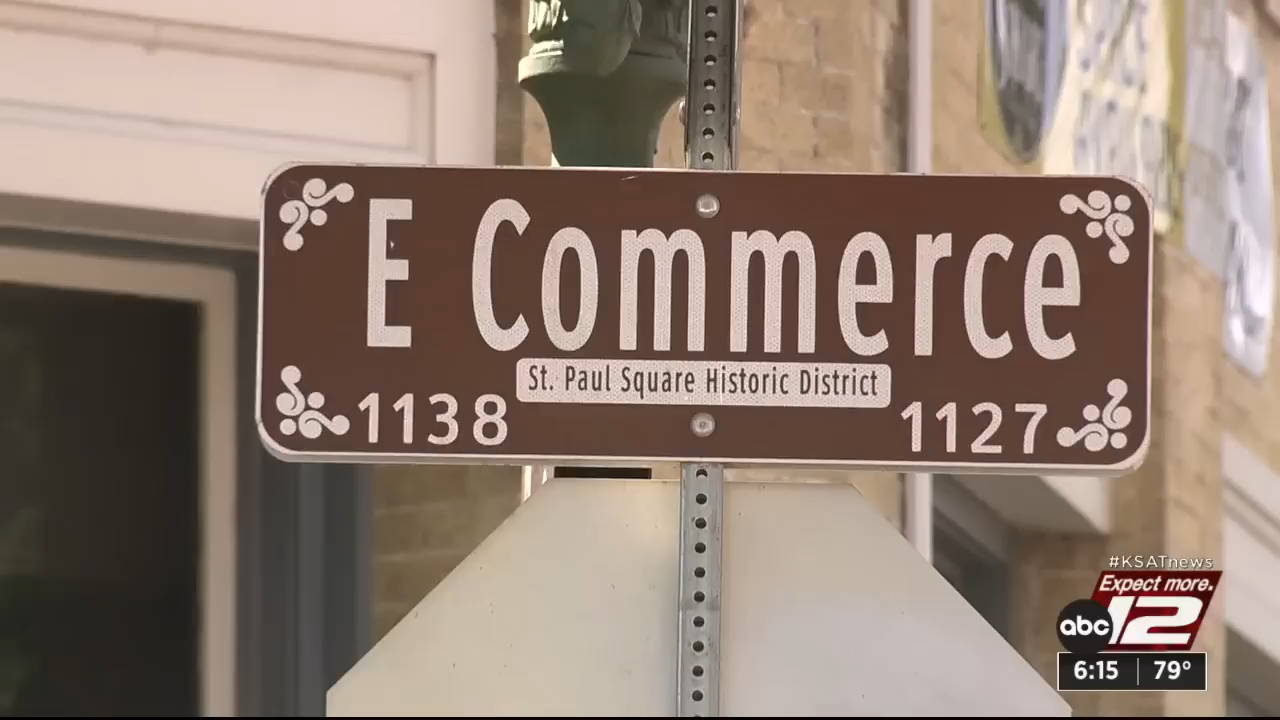 E Commerce
St. Paul Square Historic District
1138 1127
#KSATnews
Expect more.
abc 12
6:15 79°